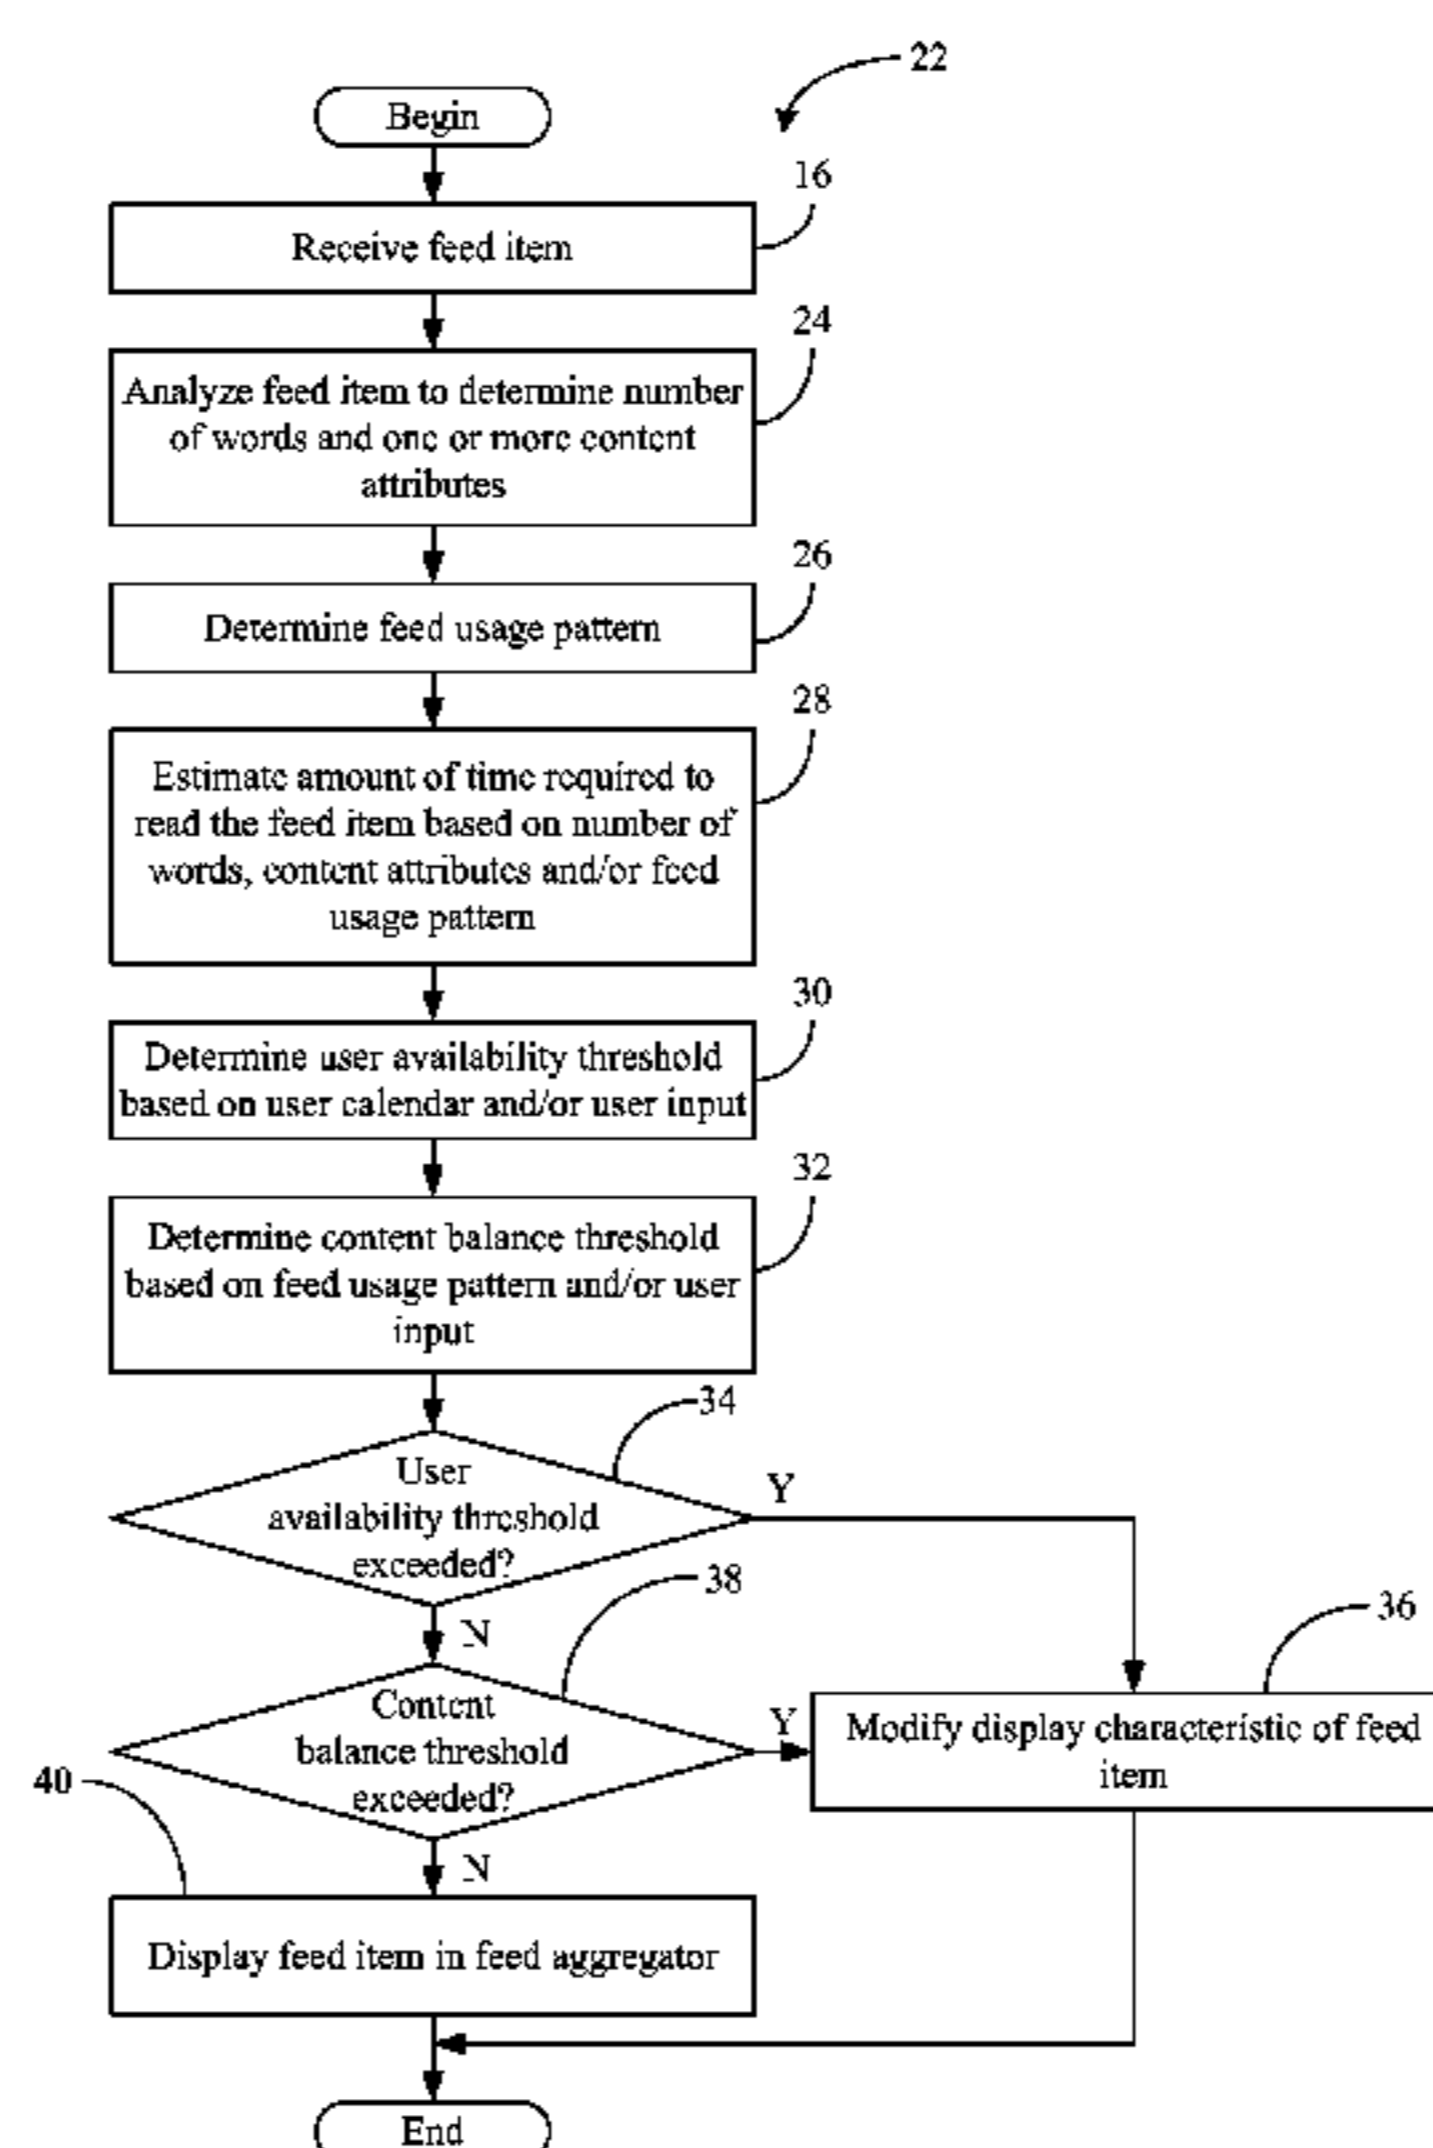 22
Begin
16
Receive feed item
24
Analyze feed item to determine number
of words and one or more content
attributes
26
Determine feed usage pattern
28
Estimate amount of time required to
read the feed item based on number of
words, content attributes and/or feed
usage pattern
30
Determine user availability threshold
based on user calendar and/or user input
32
Determine content balance threshold
based on feed usage pattern and/or user
input
34
User
availability threshold
exceeded?
Y
N
38
36
Content
balance threshold
exceeded?
Y
Modify display characteristic of feed
item
40
N
Display feed item in feed aggregator
End